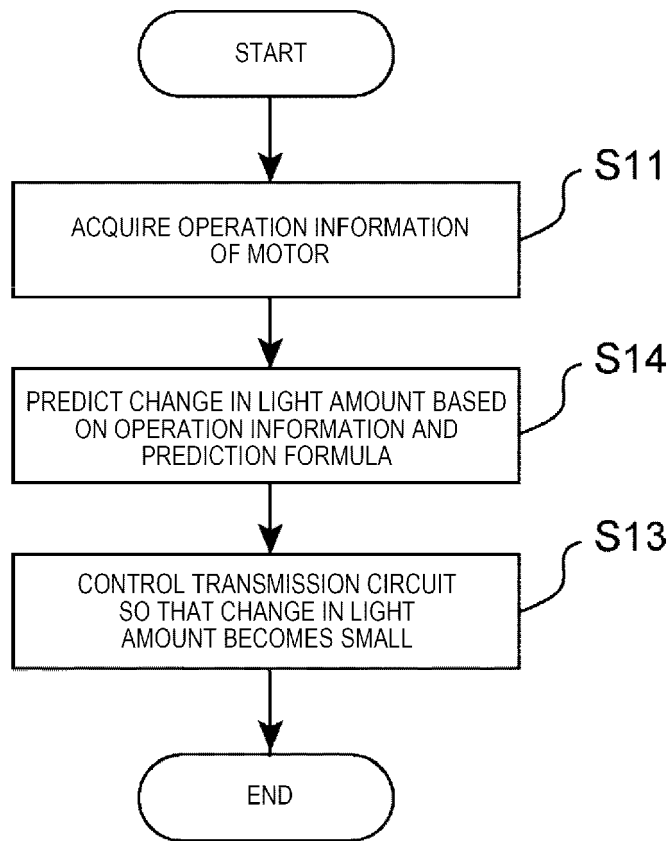 START
S11
ACQUIRE OPERATION INFORMATION
OF MOTOR
S14
PREDICT CHANGE IN LIGHT AMOUNT BASED
ON OPERATION INFORMATION AND
PREDICTION FORMULA
S13
CONTROL TRANSMISSION CIRCUIT
SO THAT CHANGE IN LIGHT
AMOUNT BECOMES SMALL
END